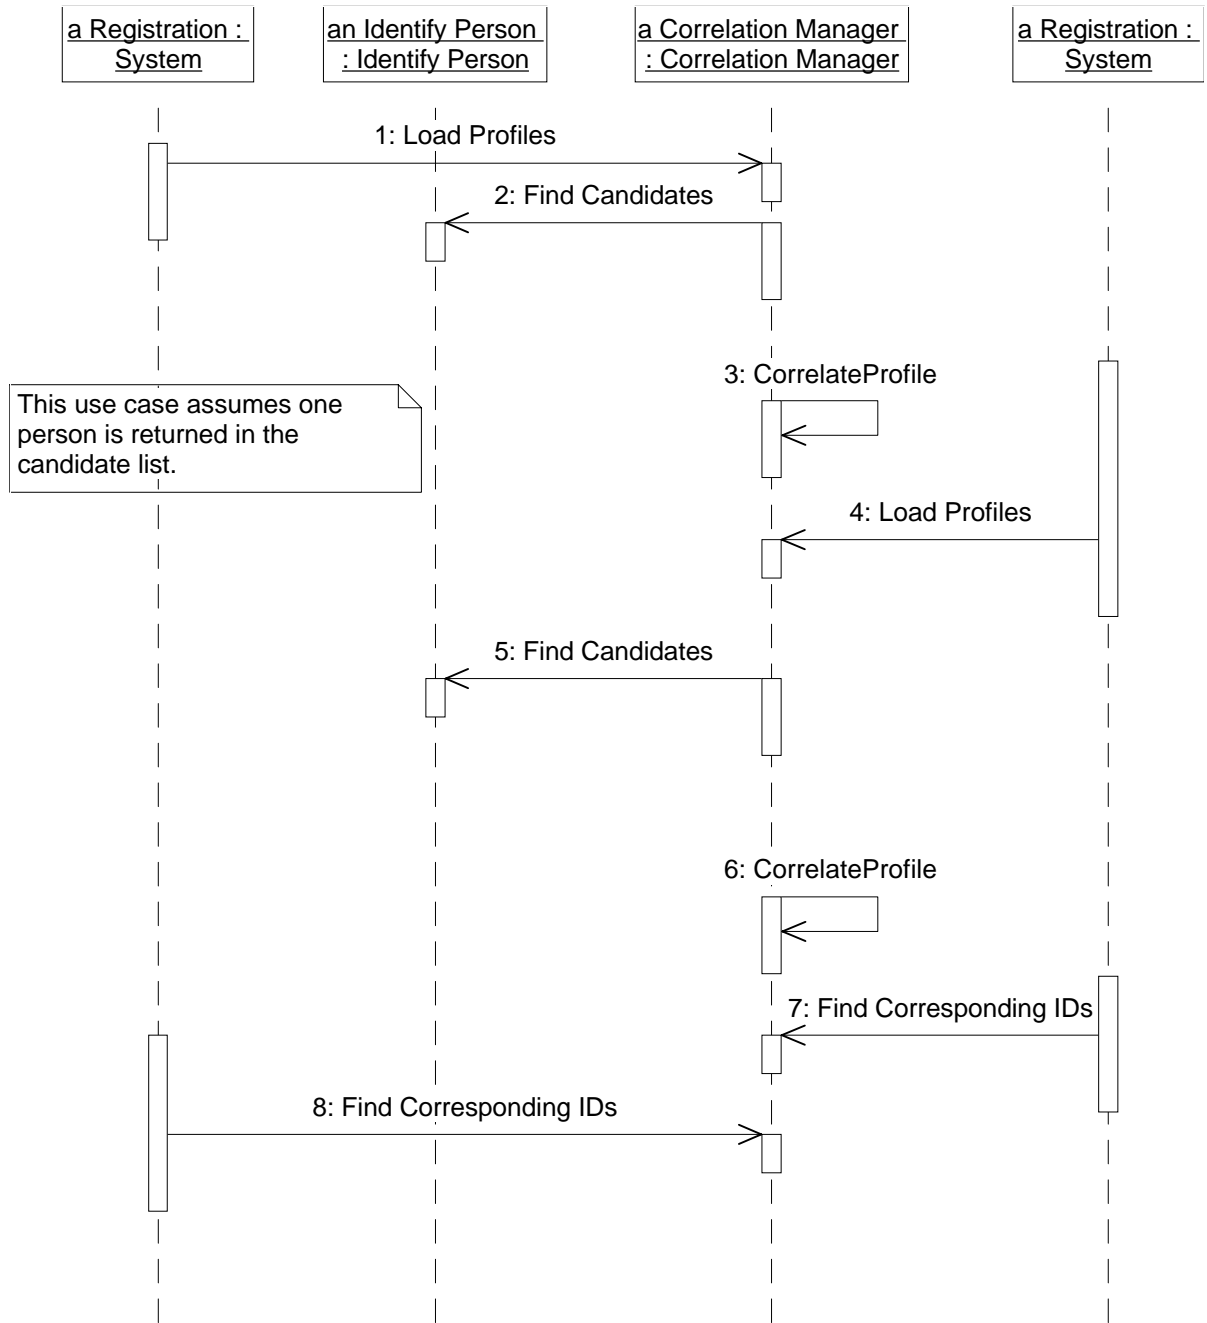 a Registration :
System
an Identify Person
: Identify Person
a Correlation Manager
: Correlation Manager
a Registration :
System
1: Load Profiles
2: Find Candidates
3: CorrelateProfile
This use case assumes one
person is returned in the
candidate list.
4: Load Profiles
5: Find Candidates
6: CorrelateProfile
7: Find Corresponding IDs
8: Find Corresponding IDs